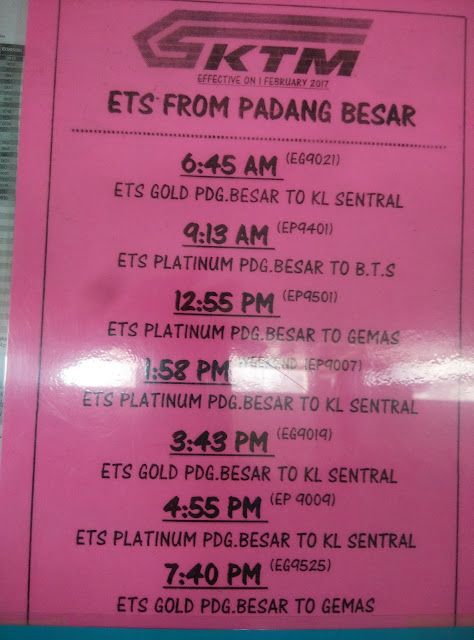 KTM
EFFECTIVE ON 1 FEBRUARY 2017
ETS FROM PADANG BESAR
6:45 AM (EG9021)
ETS GOLD PDG.BESAR TO KL SENTRAL
9:13 AM (EP9401)
ETS PLATINUM PDG.BESAR TO B.T.S
12:55 PM (EP9501)
ETS PLATINUM PDG.BESAR TO GEMAS
1:58 PM WEEKEND (EP9007)
ETS PLATINUM PDG.BESAR TO KL SENTRAL
3:43 PM (EG9019)
ETS GOLD PDG.BESAR TO KL SENTRAL
4:55 PM (EP 9009)
ETS PLATINUM PDG.BESAR TO KL SENTRAL
7:40 PM (EG9525)
ETS GOLD PDG.BESAR TO GEMAS